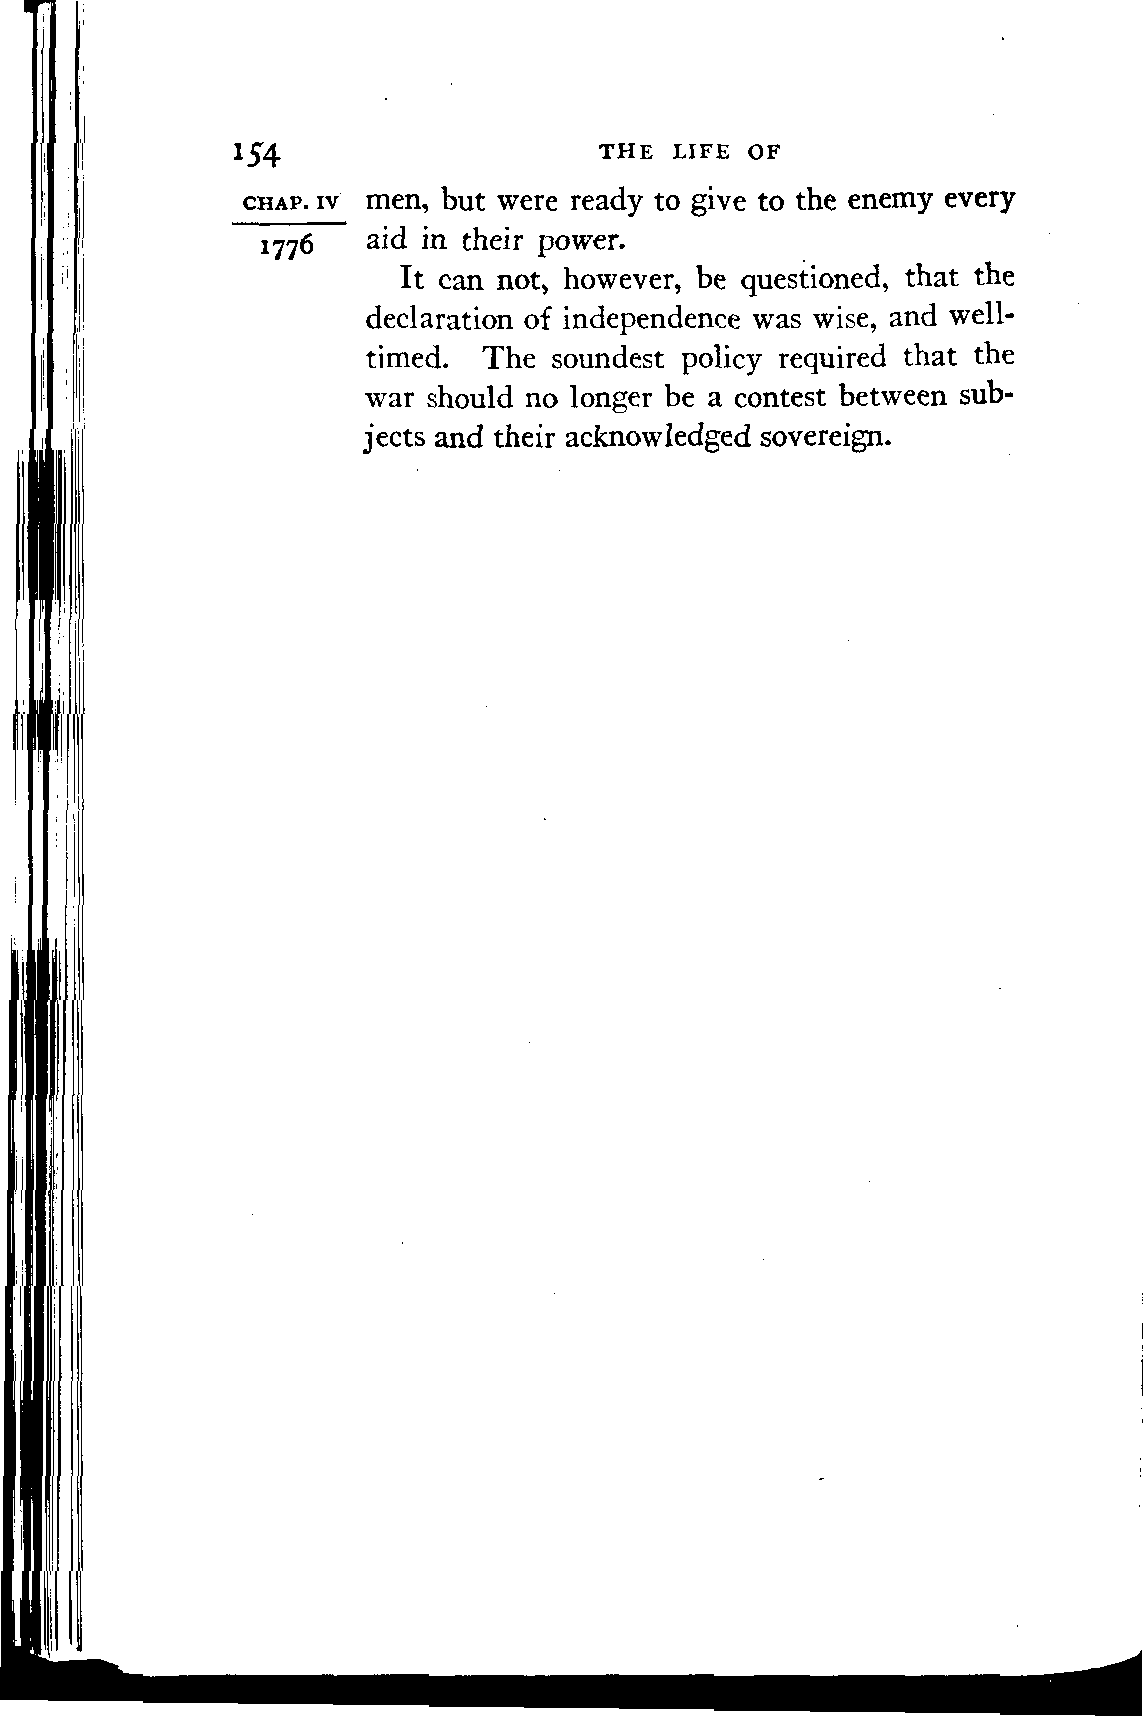 154 THE LIFE OF
CHAP. IV men, but were ready to give to the enemy every
1776 aid in their power.
It can not, however, be questioned, that the
declaration of independence was wise, and well-
timed. The soundest policy required that the
war should no longer be a contest between sub-
jects and their acknowledged sovereign.